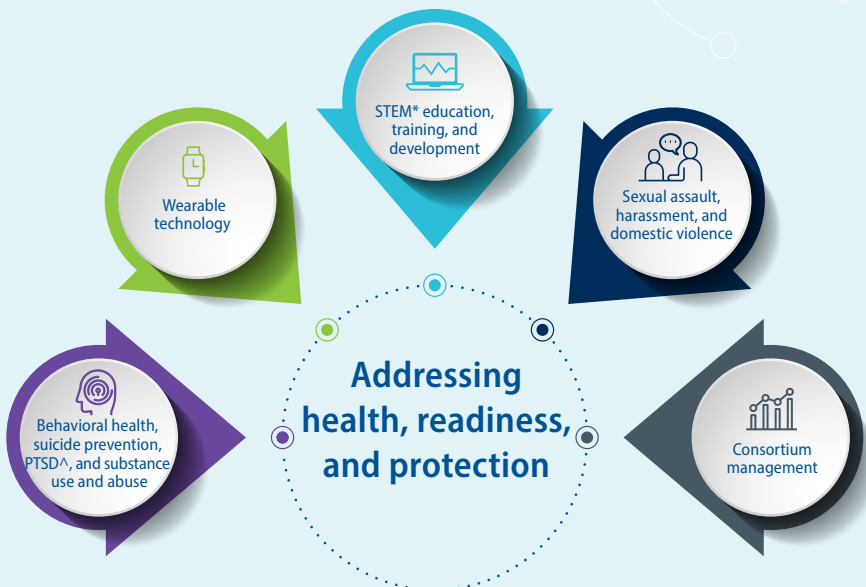 STEM* education,
training, and
development
Wearable
technology
Sexual assault,
harassment, and
domestic violence
Addressing
health, readiness,
and protection
Behavioral health,
suicide prevention,
PTSD^, and substance
use and abuse
Consortium
management